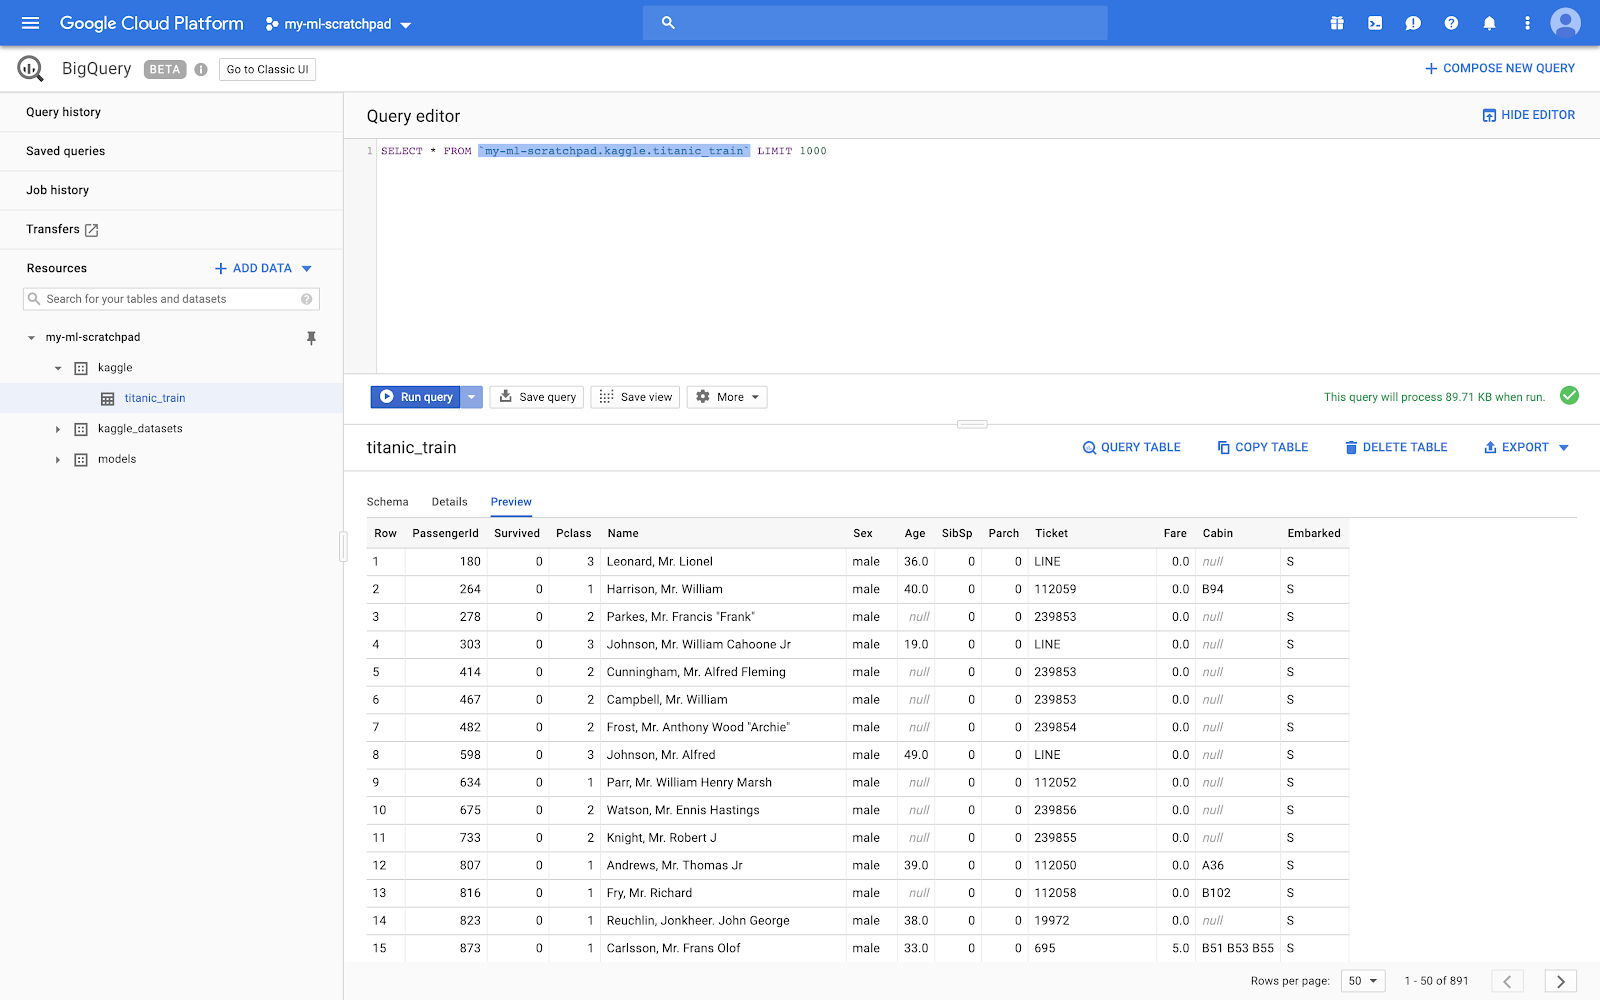 Google Cloud Platform my-ml-scratchpad
BigQuery BETA Go to Classic UI COMPOSE NEW QUERY
Query history
Saved queries
Job history
Transfers
Resources ADD DATA
Search for your tables and datasets
my-ml-scratchpad
kaggle
titanic_train
kaggle_datasets
models
Query editor HIDE EDITOR
1 SELECT * FROM `my-ml-scratchpad.kaggle.titanic_train` LIMIT 1000
Run query Save query Save view More This query will process 89.71 KB when run.
titanic_train QUERY TABLE COPY TABLE DELETE TABLE EXPORT
Schema Details Preview
Row PassengerId Survived Pclass Name Sex Age SibSp Parch Ticket Fare Cabin Embarked
1 180 0 3 Leonard, Mr. Lionel male 36.0 0 0 LINE 0.0 null S
2 264 0 1 Harrison, Mr. William male 40.0 0 0 112059 0.0 B94 S
3 278 0 2 Parkes, Mr. Francis "Frank" male null 0 0 239853 0.0 null S
4 303 0 3 Johnson, Mr. William Cahoone Jr male 19.0 0 0 LINE 0.0 null S
5 414 0 2 Cunningham, Mr. Alfred Fleming male null 0 0 239853 0.0 null S
6 467 0 2 Campbell, Mr. William male null 0 0 239853 0.0 null S
7 482 0 2 Frost, Mr. Anthony Wood "Archie" male null 0 0 239854 0.0 null S
8 598 0 3 Johnson, Mr. Alfred male 49.0 0 0 LINE 0.0 null S
9 634 0 1 Parr, Mr. William Henry Marsh male null 0 0 112052 0.0 null S
10 675 0 2 Watson, Mr. Ennis Hastings male null 0 0 239856 0.0 null S
11 733 0 2 Knight, Mr. Robert J male null 0 0 239855 0.0 null S
12 807 0 1 Andrews, Mr. Thomas Jr male 39.0 0 0 112050 0.0 A36 S
13 816 0 1 Fry, Mr. Richard male null 0 0 112058 0.0 B102 S
14 823 0 1 Reuchlin, Jonkheer. John George male 38.0 0 0 19972 0.0 null S
15 873 0 1 Carlsson, Mr. Frans Olof male 33.0 0 0 695 5.0 B51 B53 B55 S
Rows per page: 50 1 - 50 of 891